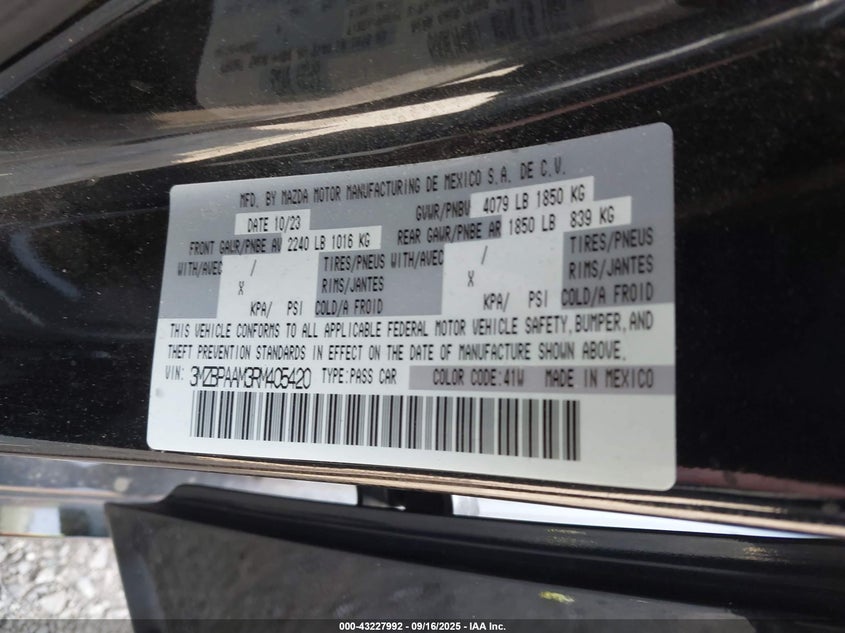 MFD. BY MAZDA MOTOR MANUFACTURING DE MEXICO S.A. DE C.V.
DATE 10/23 GVWR/PNBV 4079 LB 1850 KG
FRONT GAWR/PNBE AV 2240 LB 1016 KG REAR GAWR/PNBE AR 1850 LB 839 KG
WITH/AVEC / TIRES/PNEUS WITH/AVEC / TIRES/PNEUS
X RIMS/JANTES X RIMS/JANTES
KPA/ PSI COLD/A FROID KPA/ PSI COLD/A FROID
THIS VEHICLE CONFORMS TO ALL APPLICABLE FEDERAL MOTOR VEHICLE SAFETY, BUMPER, AND
THEFT PREVENTION STANDARDS IN EFFECT ON THE DATE OF MANUFACTURE SHOWN ABOVE.
VIN: 3MZBPAAM3RM405420 TYPE:PASS CAR COLOR CODE:41W MADE IN MEXICO
000-43227992 - 09/16/2025 - IAA Inc.